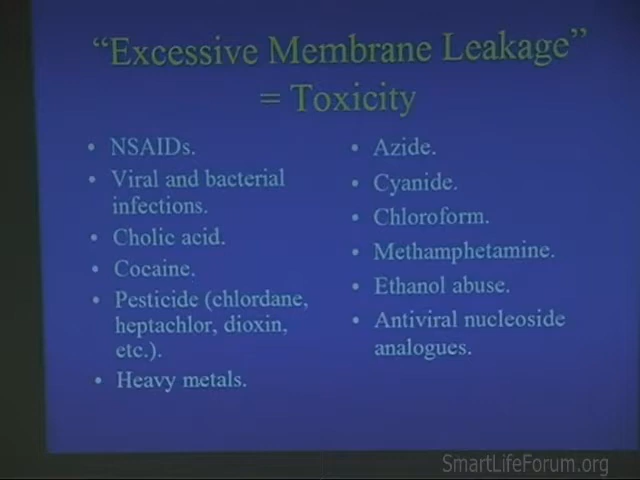 “Excessive Membrane Leakage”
= Toxicity
• NSAIDs.
• Viral and bacterial
infections.
• Cholic acid.
• Cocaine.
• Pesticide (chlordane,
heptachlor, dioxin,
etc.).
• Heavy metals.
• Azide.
• Cyanide.
• Chloroform.
• Methamphetamine.
• Ethanol abuse.
• Antiviral nucleoside
analogues.
SmartLifeForum.org